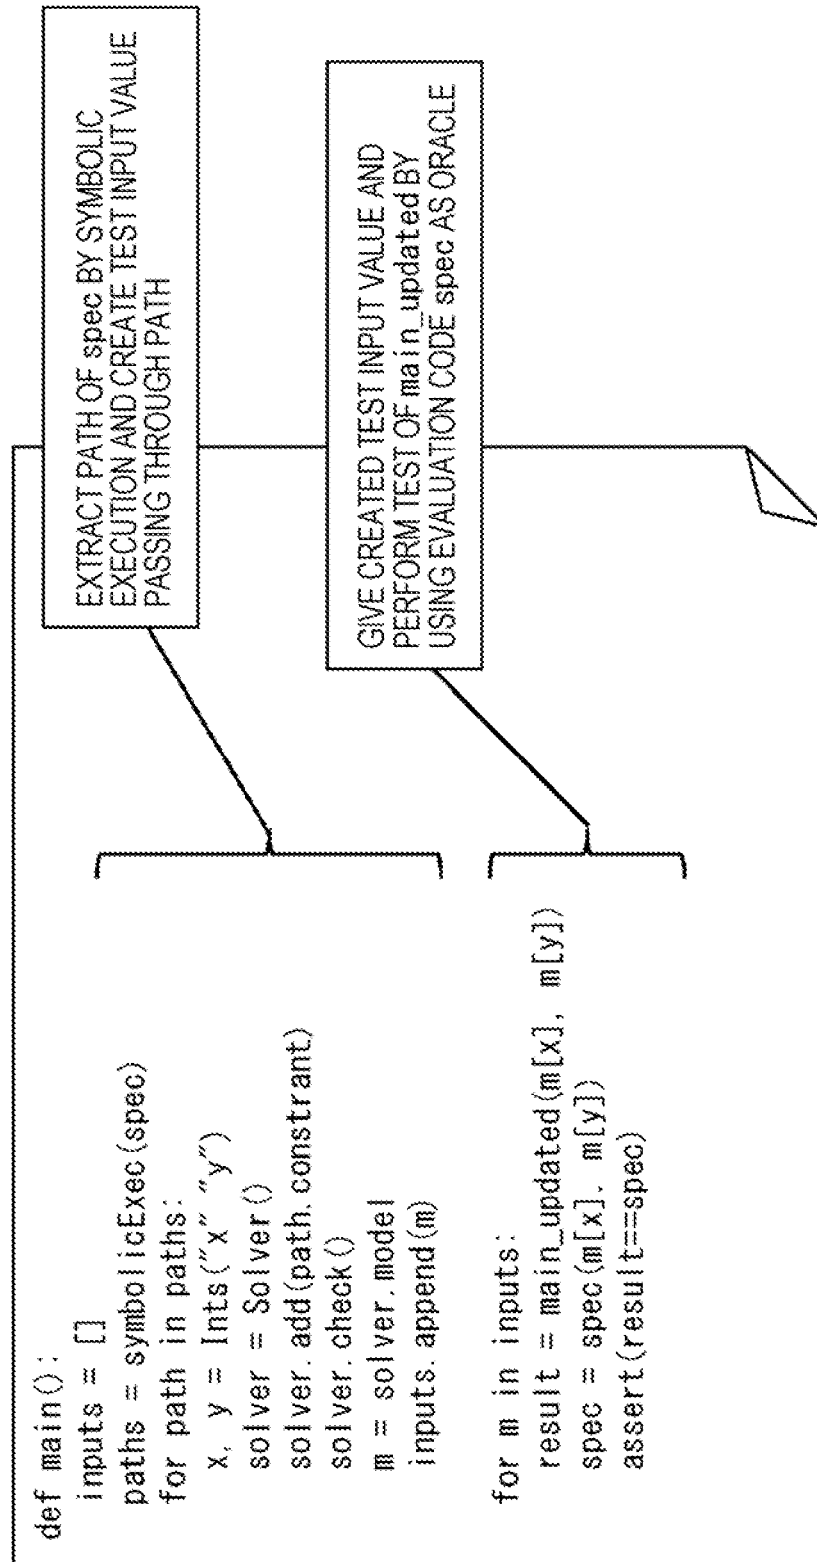 def main():
inputs = []
paths = symbolicExec(spec)
for path in paths:
x, y = Ints("x" "y")
solver = Solver()
solver.add(path.constrant)
solver.check()
m = solver.model
inputs.append(m)
for m in inputs:
result = main_updated(m[x], m[y])
spec = spec(m[x]. m[y])
assert(result==spec)
EXTRACT PATH OF spec BY SYMBOLIC
EXECUTION AND CREATE TEST INPUT VALUE
PASSING THROUGH PATH
GIVE CREATED TEST INPUT VALUE AND
PERFORM TEST OF main_updated BY
USING EVALUATION CODE spec AS ORACLE